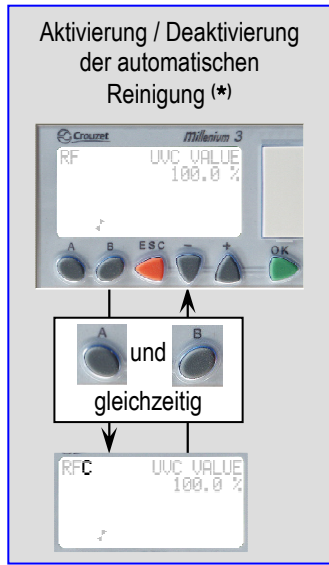 Aktivierung / Deaktivierung
der automatischen
Reinigung (*)
Crouzet Millenium 3
RF UVC VALUE
100.0 %
A B ESC - + OK
A B
und
gleichzeitig
RFC UVC VALUE
100.0 %